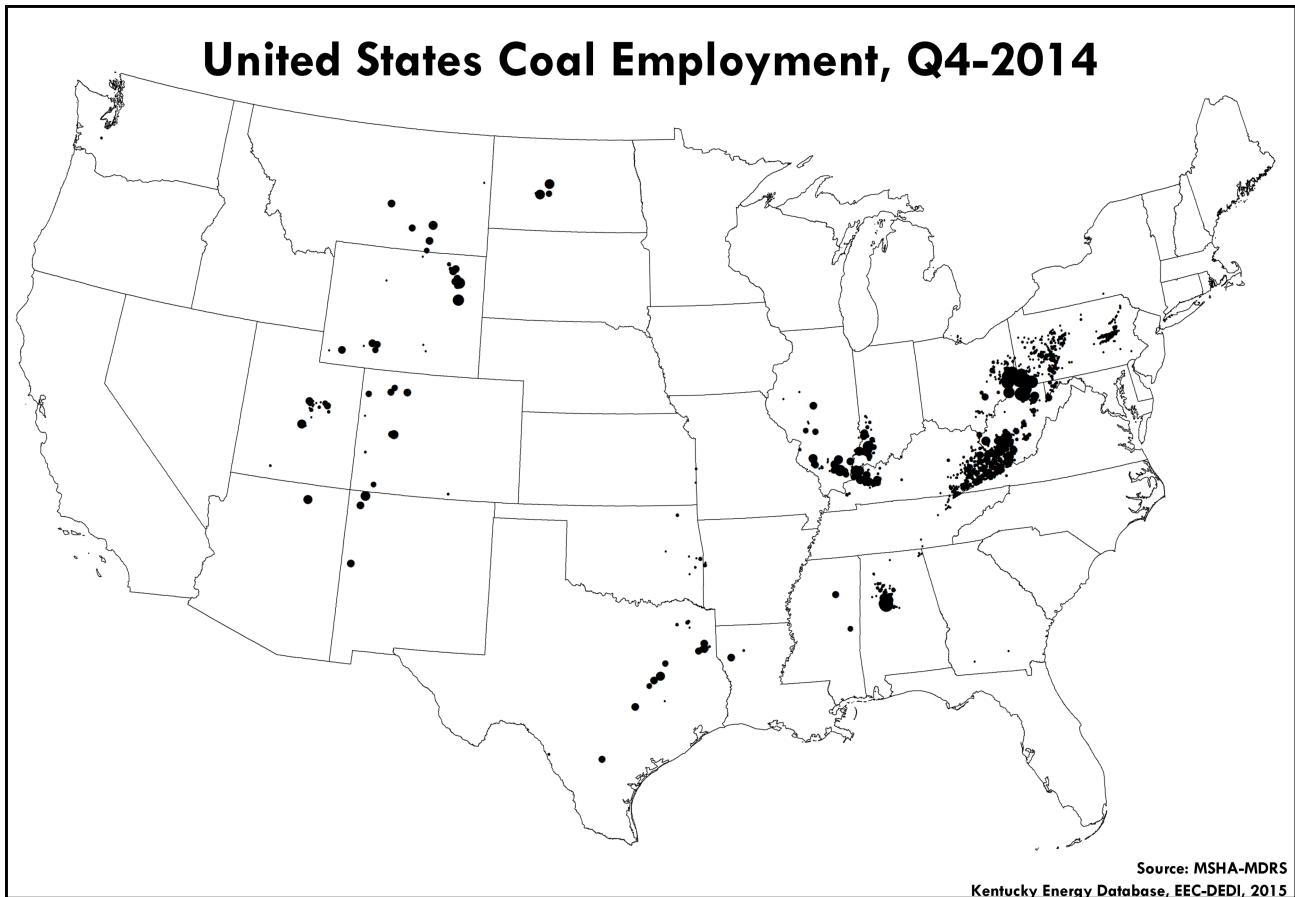 United States Coal Employment, Q4-2014
Source: MSHA-MDRS
Kentucky Energy Database, EEC-DEDI, 2015